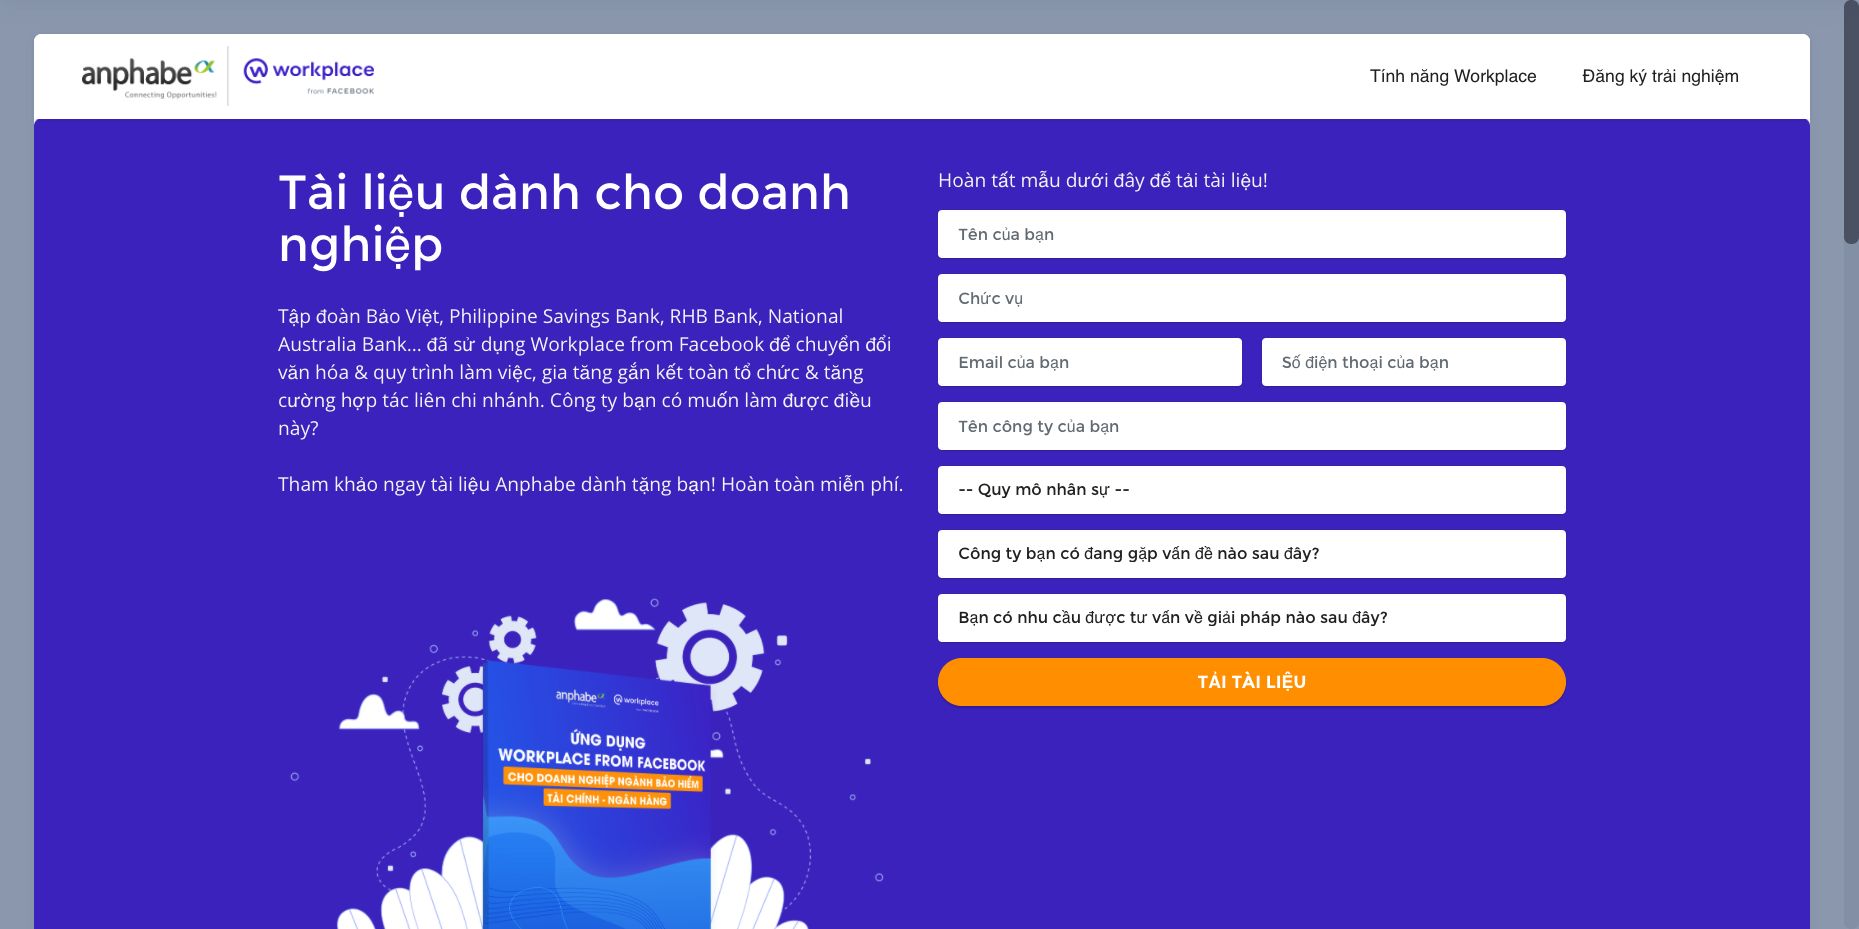 anphabe
Connecting Opportunities!
workplace
from FACEBOOK
Tính năng Workplace
Đăng ký trải nghiệm
Tài liệu dành cho doanh
nghiệp
Tập đoàn Bảo Việt, Philippine Savings Bank, RHB Bank, National
Australia Bank... đã sử dụng Workplace from Facebook để chuyển đổi
văn hóa & quy trình làm việc, gia tăng gắn kết toàn tổ chức & tăng
cường hợp tác liên chi nhánh. Công ty bạn có muốn làm được điều
này?
Tham khảo ngay tài liệu Anphabe dành tặng bạn! Hoàn toàn miễn phí.
anphabe
workplace
ỨNG DỤNG
WORKPLACE FROM FACEBOOK
CHO DOANH NGHIỆP NGÀNH BẢO HIỂM
TÀI CHÍNH - NGÂN HÀNG
Hoàn tất mẫu dưới đây để tải tài liệu!
Tên của bạn
Chức vụ
Email của bạn
Số điện thoại của bạn
Tên công ty của bạn
-- Quy mô nhân sự --
Công ty bạn có đang gặp vấn đề nào sau đây?
Bạn có nhu cầu được tư vấn về giải pháp nào sau đây?
TẢI TÀI LIỆU